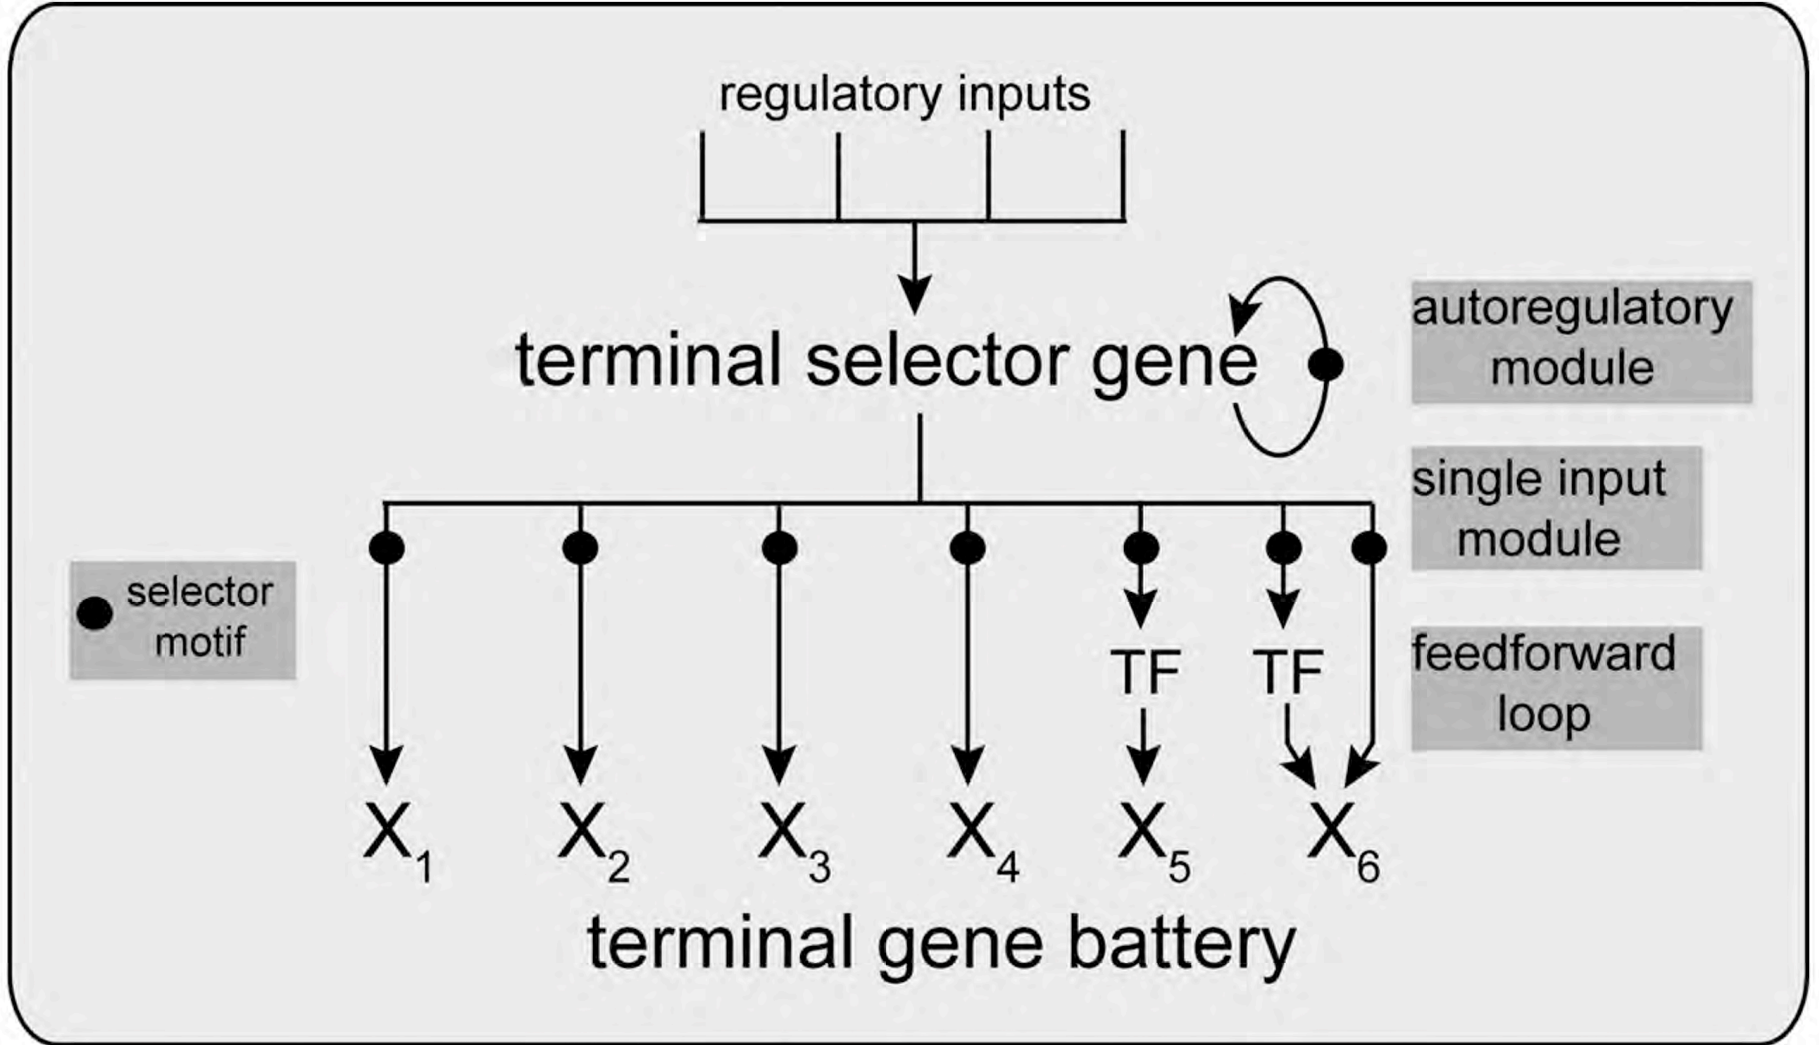 regulatory inputs
terminal selector gene
autoregulatory
module
single input
module
selector
motif
feedforward
loop
TF TF
X1 X2 X3 X4 X5 X6
terminal gene battery